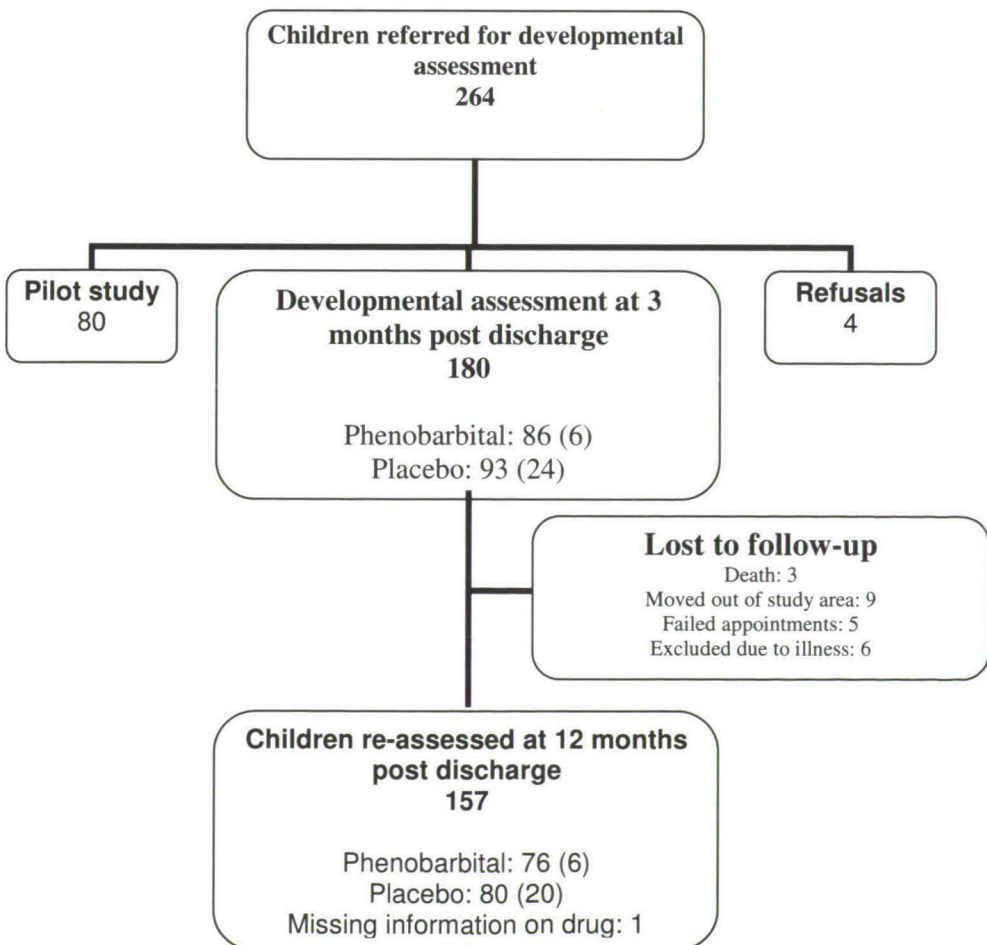 Children referred for developmental
assessment
264
Pilot study
80
Developmental assessment at 3
months post discharge
180
Phenobarbital: 86 (6)
Placebo: 93 (24)
Refusals
4
Lost to follow-up
Death: 3
Moved out of study area: 9
Failed appointments: 5
Excluded due to illness: 6
Children re-assessed at 12 months
post discharge
157
Phenobarbital: 76 (6)
Placebo: 80 (20)
Missing information on drug: 1